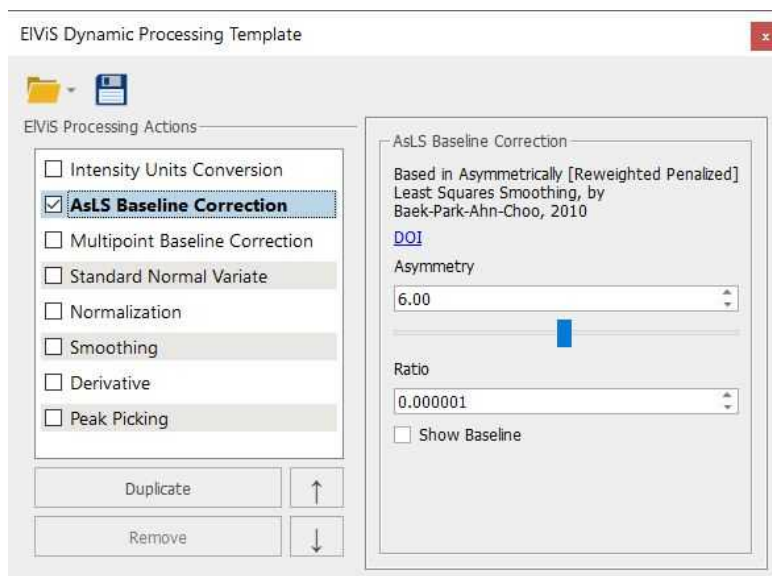 ElViS Dynamic Processing Template
x
ElViS Processing Actions
Intensity Units Conversion
AsLS Baseline Correction
Multipoint Baseline Correction
Standard Normal Variate
Normalization
Smoothing
Derivative
Peak Picking
Duplicate
↑
Remove
↓
AsLS Baseline Correction
Based in Asymmetrically [Reweighted Penalized]
Least Squares Smoothing, by
Baek-Park-Ahn-Choo, 2010
DOI
Asymmetry
6.00
Ratio
0.000001
Show Baseline